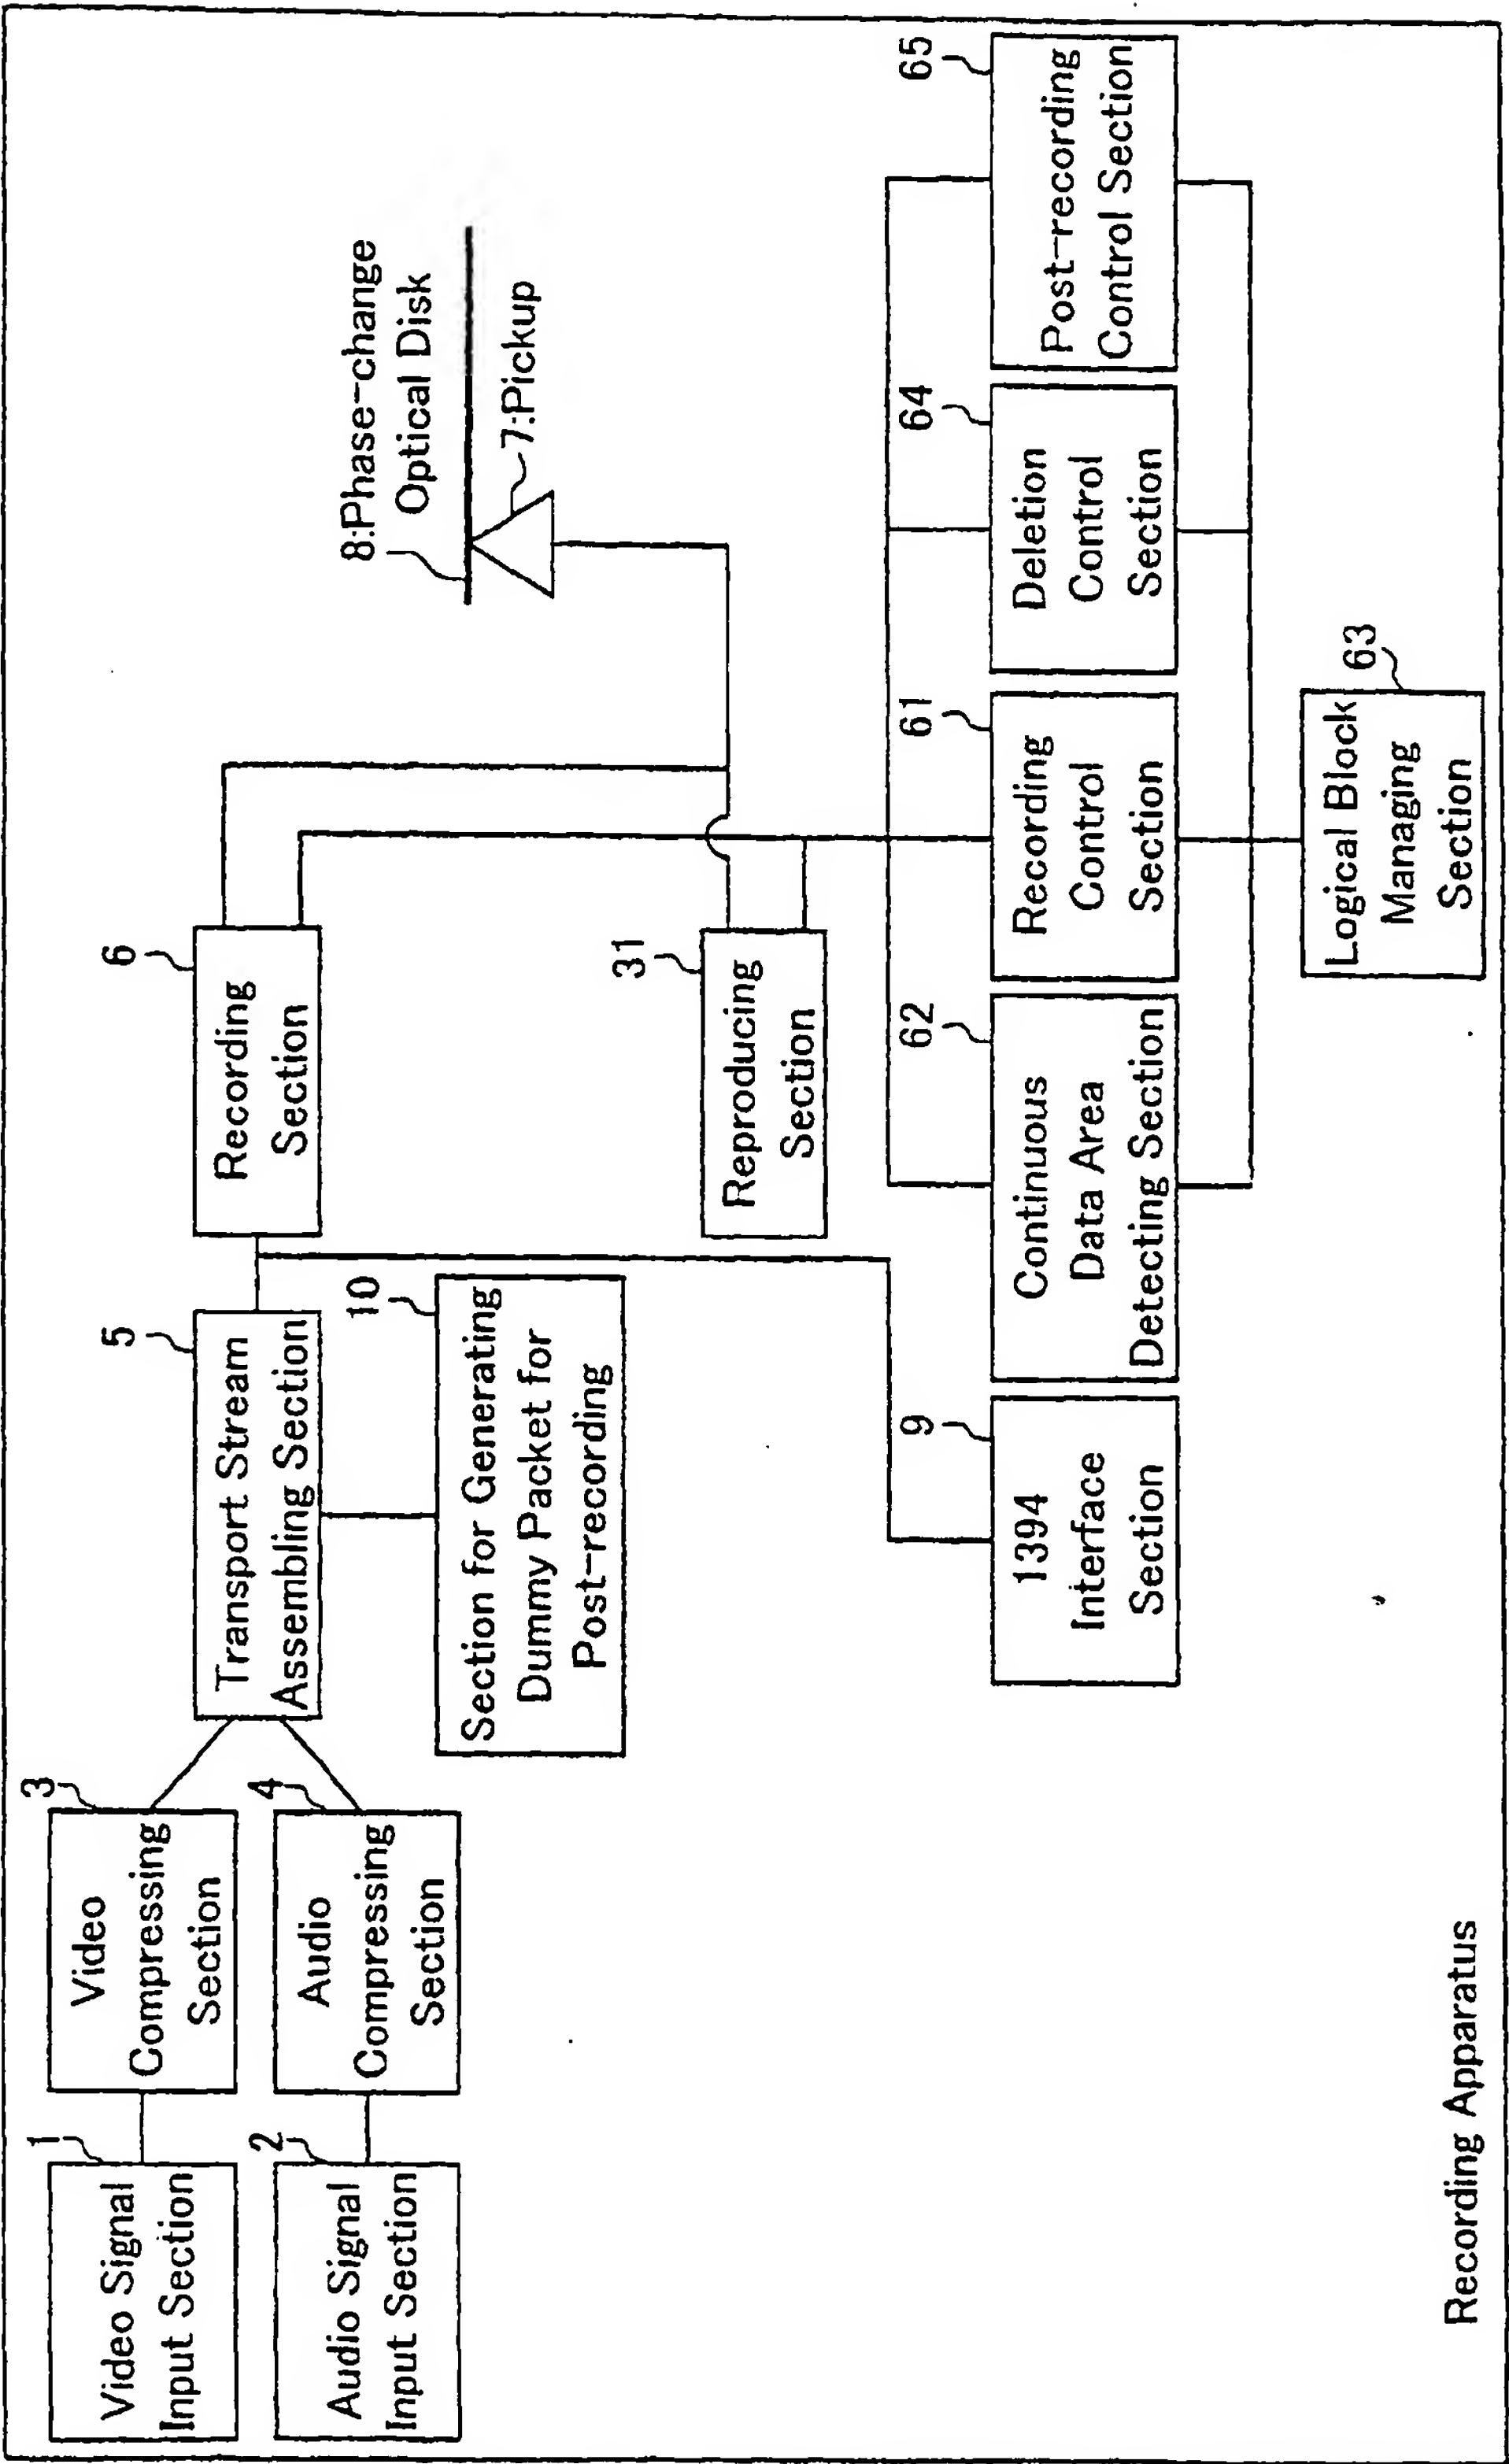 1
Video Signal
Input Section
3
Video
Compressing
Section
2
Audio Signal
Input Section
4
Audio
Compressing
Section
5
Transport Stream
Assembling Section
6
Recording
Section
10
Section for Generating
Dummy Packet for
Post-recording
8:Phase-change
Optical Disk
7:Pickup
31
Reproducing
Section
9
1394
Interface
Section
62
Continuous
Data Area
Detecting Section
61
Recording
Control
Section
64
Deletion
Control
Section
65
Post-recording
Control Section
63
Logical Block
Managing
Section
Recording Apparatus